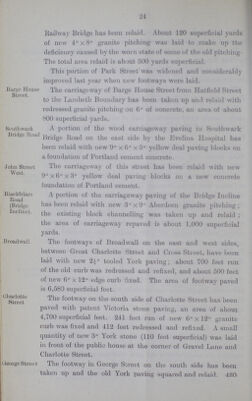 24
Railway Bridge has been relaid. About 120 superficial yards
of new 4" × 8" granite pitching was laid to make up the
deficiency caused by the worn state of some of the old pitching.
The total area relaid is about 500 yards superficial.
This portion of Park Street was widened and considerably
improved last year when new footways were laid.
Barge House
Street.
The carriageway of Barge House Street from Hatfield Street
to the Lambeth Boundary has been taken up and relaid with
redressed granite pitching on 6" of concrete, an area of about
800 superficial yards.
Southwark
Bridge Road
A portion of the wood carriageway paving in Southwark
Bridge Road on the east side by the Evelina Hospital has
been relaid with new 9" × 6" × 3" yellow deal paving blocks on
a foundation of Portland cement concrete.
John Street
West.
The carriageway of this street has been relaid with new
9" × 6" × 3" yellow deal paving blocks on a new concrete
foundation of Portland cement.
Blackfriars
Road
(Bridge
Incline).
A portion of the carriageway paving of the Bridge Incline
has been relaid with new 3" × 9" Aberdeen granite pitching;
the existing block channelling was taken up and relaid;
the area of carriageway repaved is about 1,000 superficial
yards.
Broadwall.
The footways of Broadwall on the east and west sides,
between Great Charlotte Street and Cross Street, have been
laid with new 2½" tooled York paving; about 700 feet run
of the old curb was redressed and refixed, and about 500 feet
of new 6" × 12" edge curb fixed. The area of footway paved
is 6,580 superficial feet.
Charlotte
Street
The footway on the south side of Charlotte Street has been
paved with patent Victoria stone paving, an area of about
4,700 superficial feet. 241 feet run of new 6" × 12" granite
curb was fixed and 412 feet redressed and refixed. A small
quantity of new 3" York stone (110 feet superficial) was laid
in front of the public house at the corner of Gravel Lane and
Charlotte Street.
George Street
The footway in George Street on the south side has been
taken up and the old York paving squared and relaid. 480